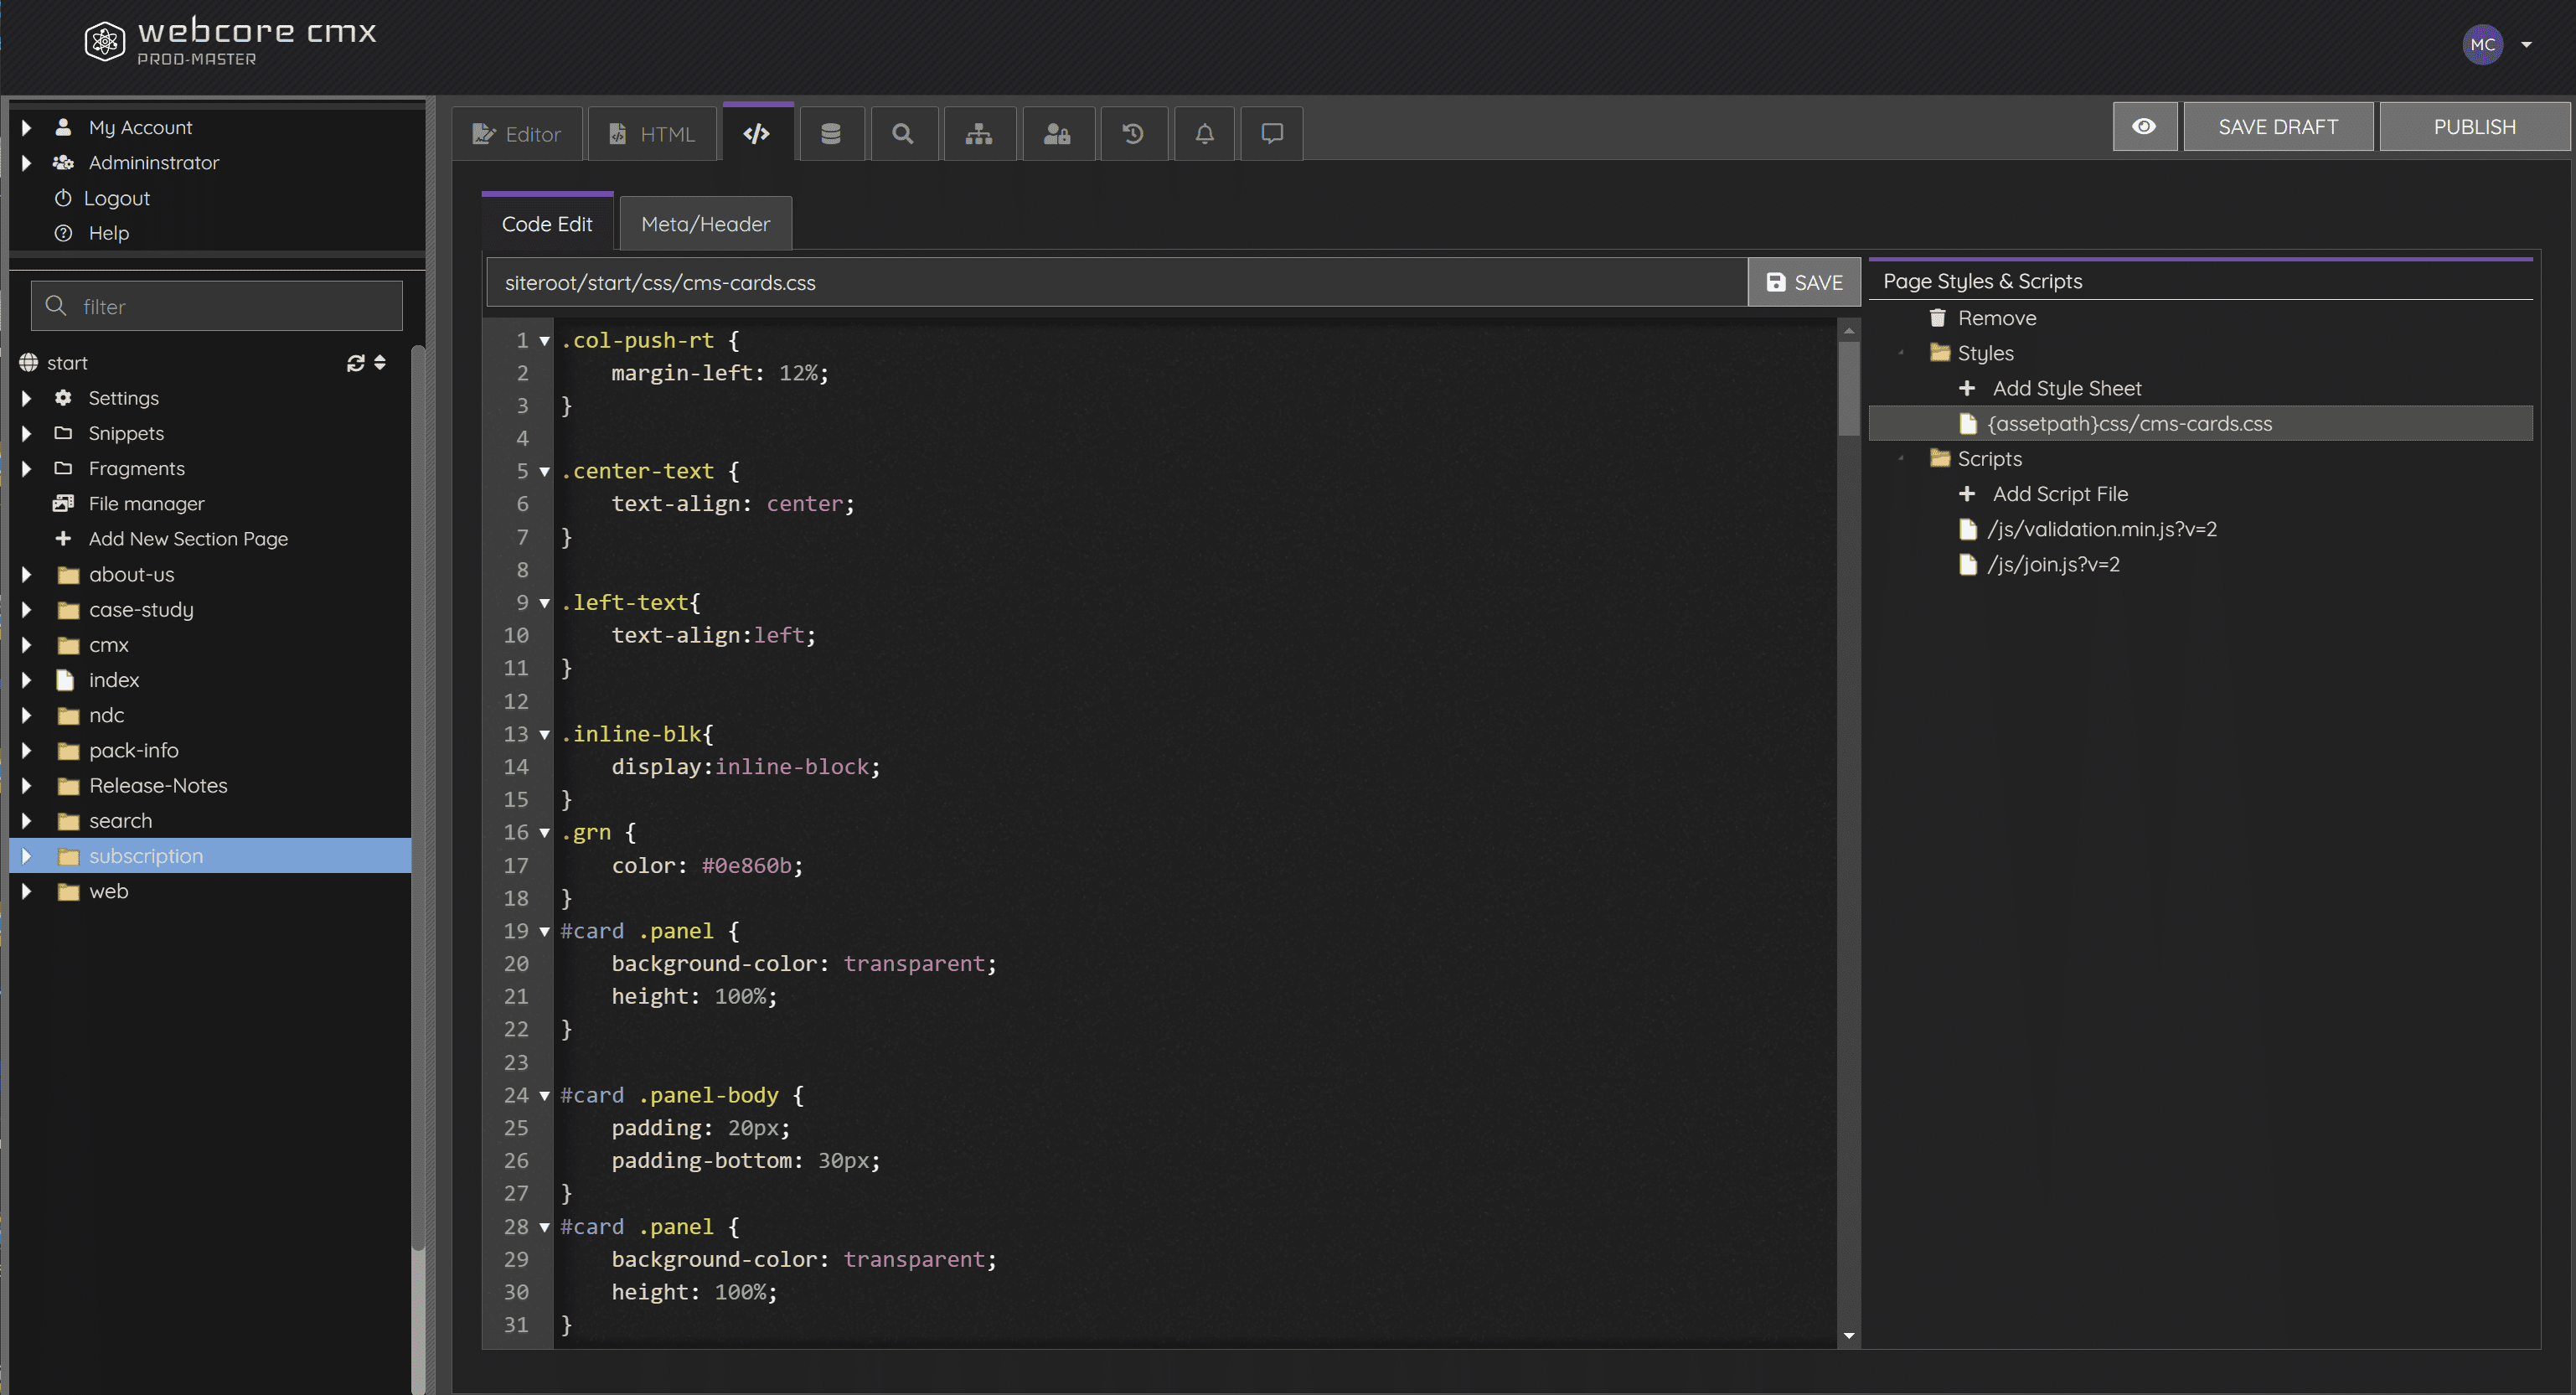 webcore cmx
PROD-MASTER
MC
My Account
Admininstrator
Logout
Help
filter
start
Settings
Snippets
Fragments
File manager
Add New Section Page
about-us
case-study
cmx
index
ndc
pack-info
Release-Notes
search
subscription
web
Editor
HTML
SAVE DRAFT
PUBLISH
Code Edit
Meta/Header
siteroot/start/css/cms-cards.css
SAVE
1 .col-push-rt {
2 margin-left: 12%;
3 }
4
5 .center-text {
6 text-align: center;
7 }
8
9 .left-text{
10 text-align:left;
11 }
12
13 .inline-blk{
14 display:inline-block;
15 }
16 .grn {
17 color: #0e860b;
18 }
19 #card .panel {
20 background-color: transparent;
21 height: 100%;
22 }
23
24 #card .panel-body {
25 padding: 20px;
26 padding-bottom: 30px;
27 }
28 #card .panel {
29 background-color: transparent;
30 height: 100%;
31 }
Page Styles & Scripts
Remove
Styles
Add Style Sheet
{assetpath}css/cms-cards.css
Scripts
Add Script File
/js/validation.min.js?v=2
/js/join.js?v=2